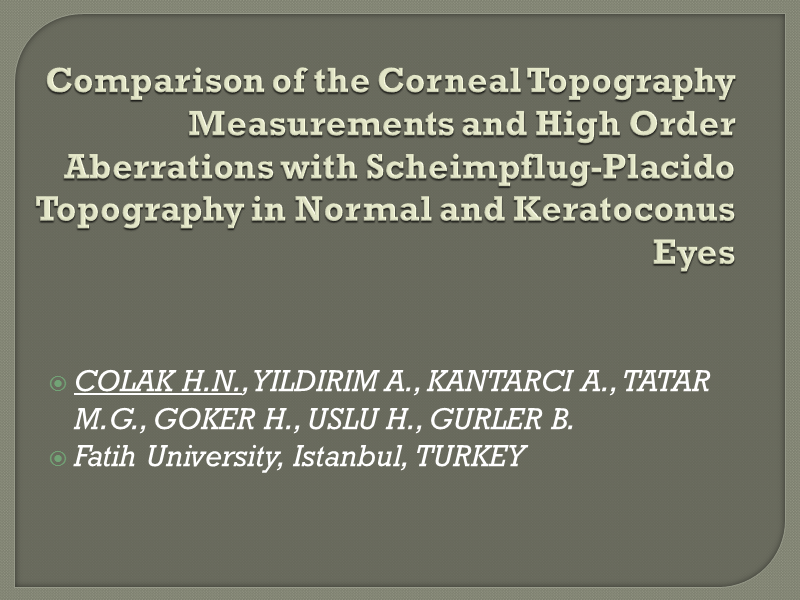 Comparison of the Corneal Topography
Measurements and High Order
Aberrations with Scheimpflug-Placido
Topography in Normal and Keratoconus
Eyes
COLAK H.N., YILDIRIM A., KANTARCI A., TATAR
M.G., GOKER H., USLU H., GURLER B.
Fatih University, Istanbul, TURKEY